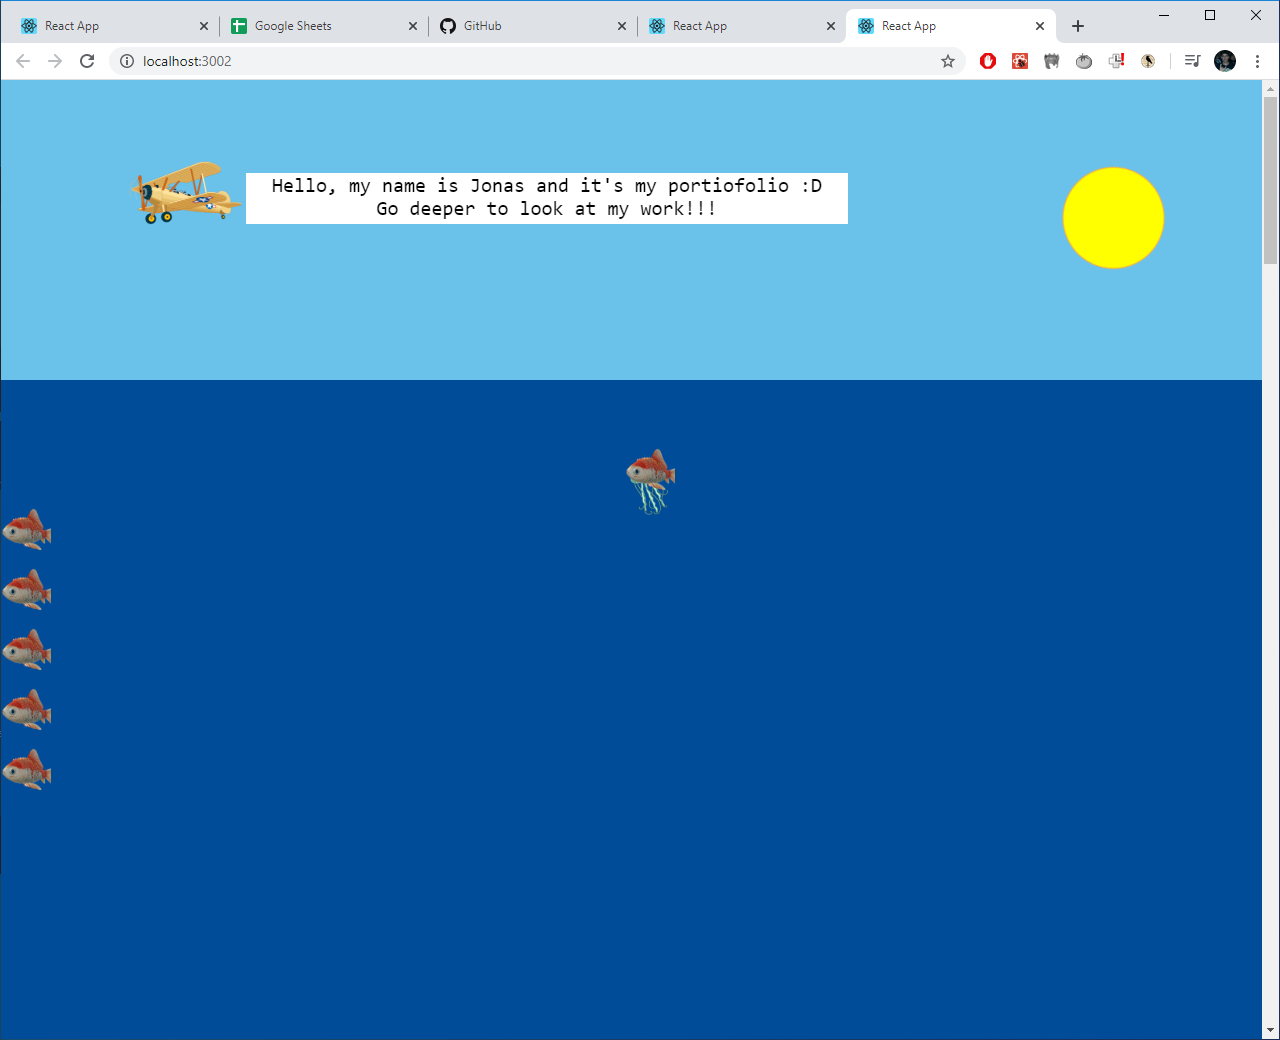 React App
Google Sheets
GitHub
React App
React App
localhost:3002
Hello, my name is Jonas and it's my portiofolio :D
Go deeper to look at my work!!!